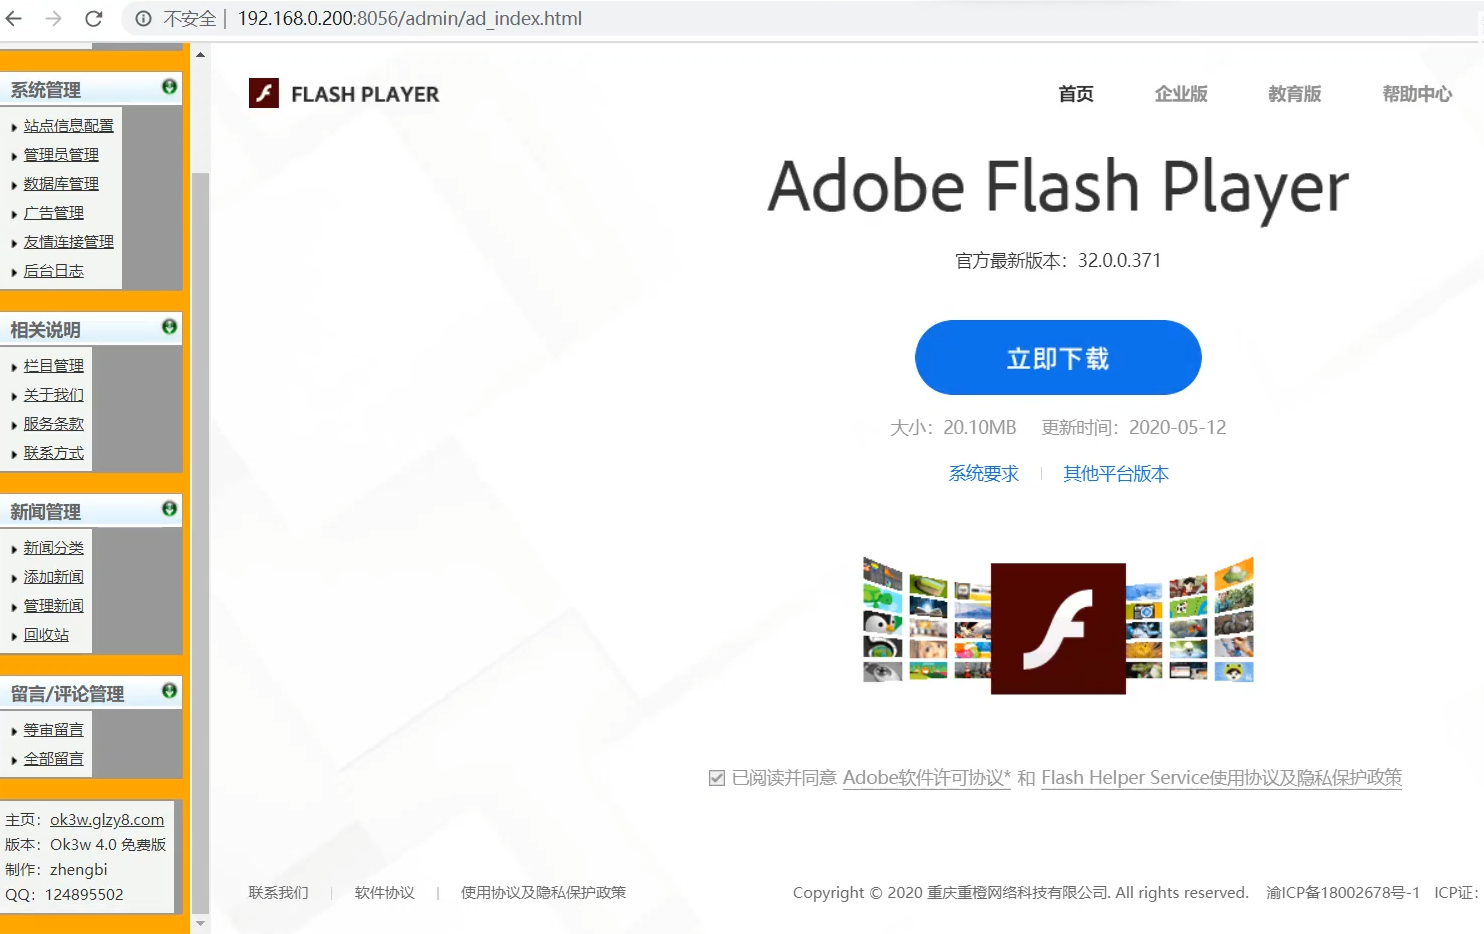 不安全 | 192.168.0.200:8056/admin/ad_index.html
系统管理
站点信息配置
管理员管理
数据库管理
广告管理
友情连接管理
后台日志
相关说明
栏目管理
关于我们
服务条款
联系方式
新闻管理
新闻分类
添加新闻
管理新闻
回收站
留言/评论管理
等审留言
全部留言
主页：ok3w.glzy8.com
版本：Ok3w 4.0 免费版
制作：zhengbi
QQ：124895502
FLASH PLAYER
首页 企业版 教育版 帮助中心
Adobe Flash Player
官方最新版本：32.0.0.371
立即下载
大小：20.10MB 更新时间：2020-05-12
系统要求 | 其他平台版本
已阅读并同意 Adobe软件许可协议* 和 Flash Helper Service使用协议及隐私保护政策
联系我们 | 软件协议 | 使用协议及隐私保护政策
Copyright © 2020 重庆重橙网络科技有限公司. All rights reserved. 渝ICP备18002678号-1 ICP证：